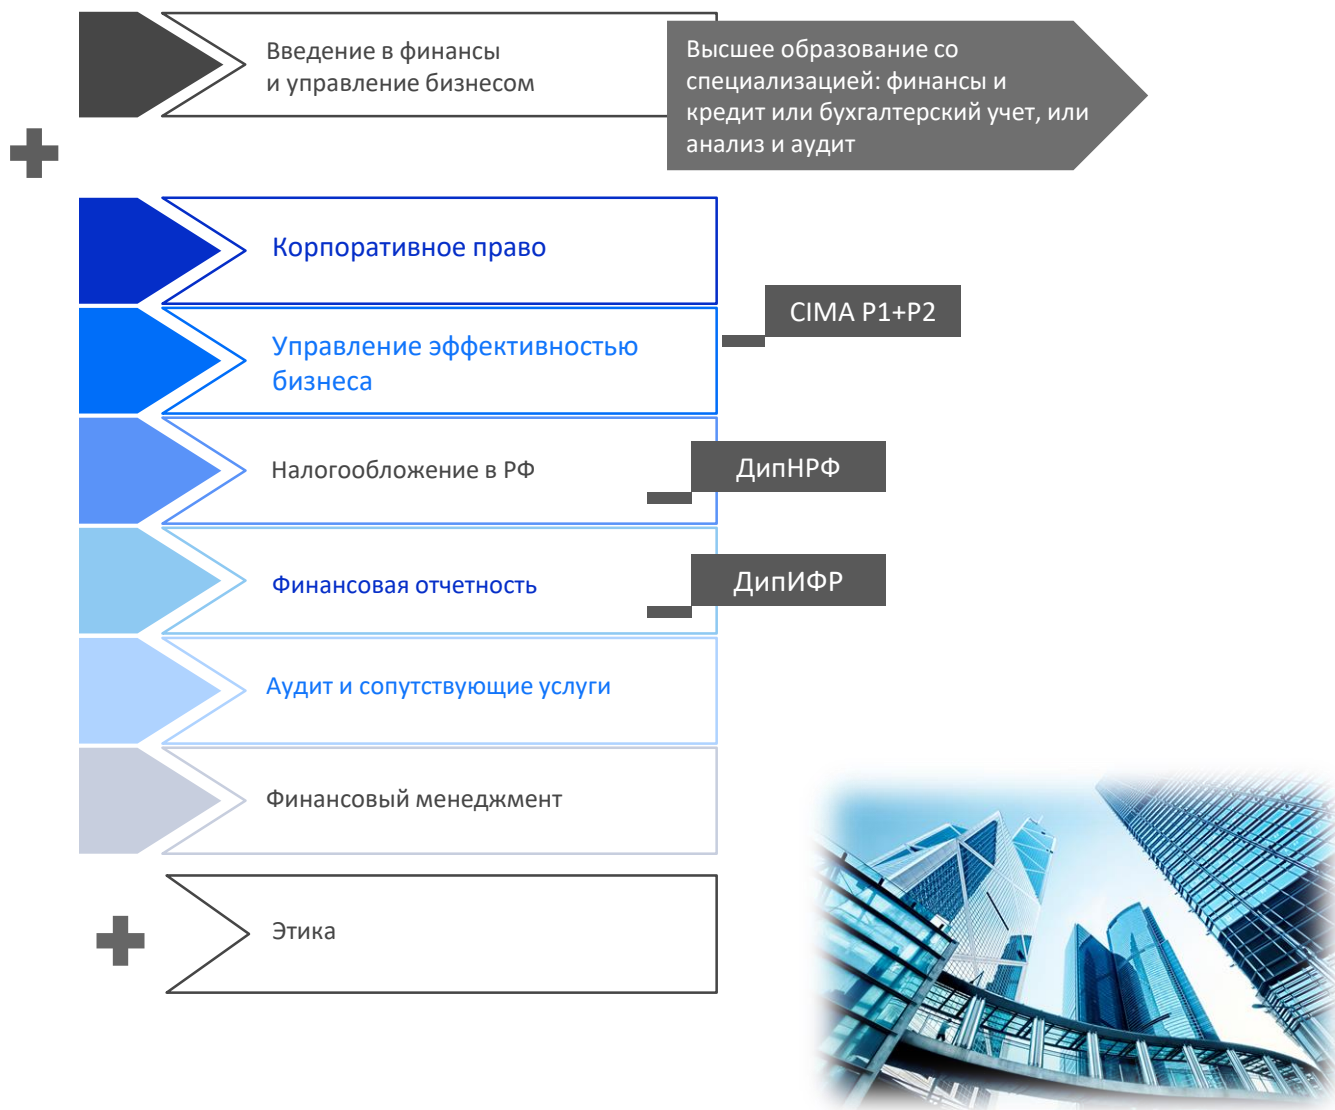 Введение в финансы
и управление бизнесом
Высшее образование со
специализацией: финансы и
кредит или бухгалтерский учет, или
анализ и аудит
Корпоративное право
CIMA P1+P2
Управление эффективностью
бизнеса
Налогообложение в РФ
ДипНРФ
Финансовая отчетность
ДипИФР
Аудит и сопутствующие услуги
Финансовый менеджмент
Этика